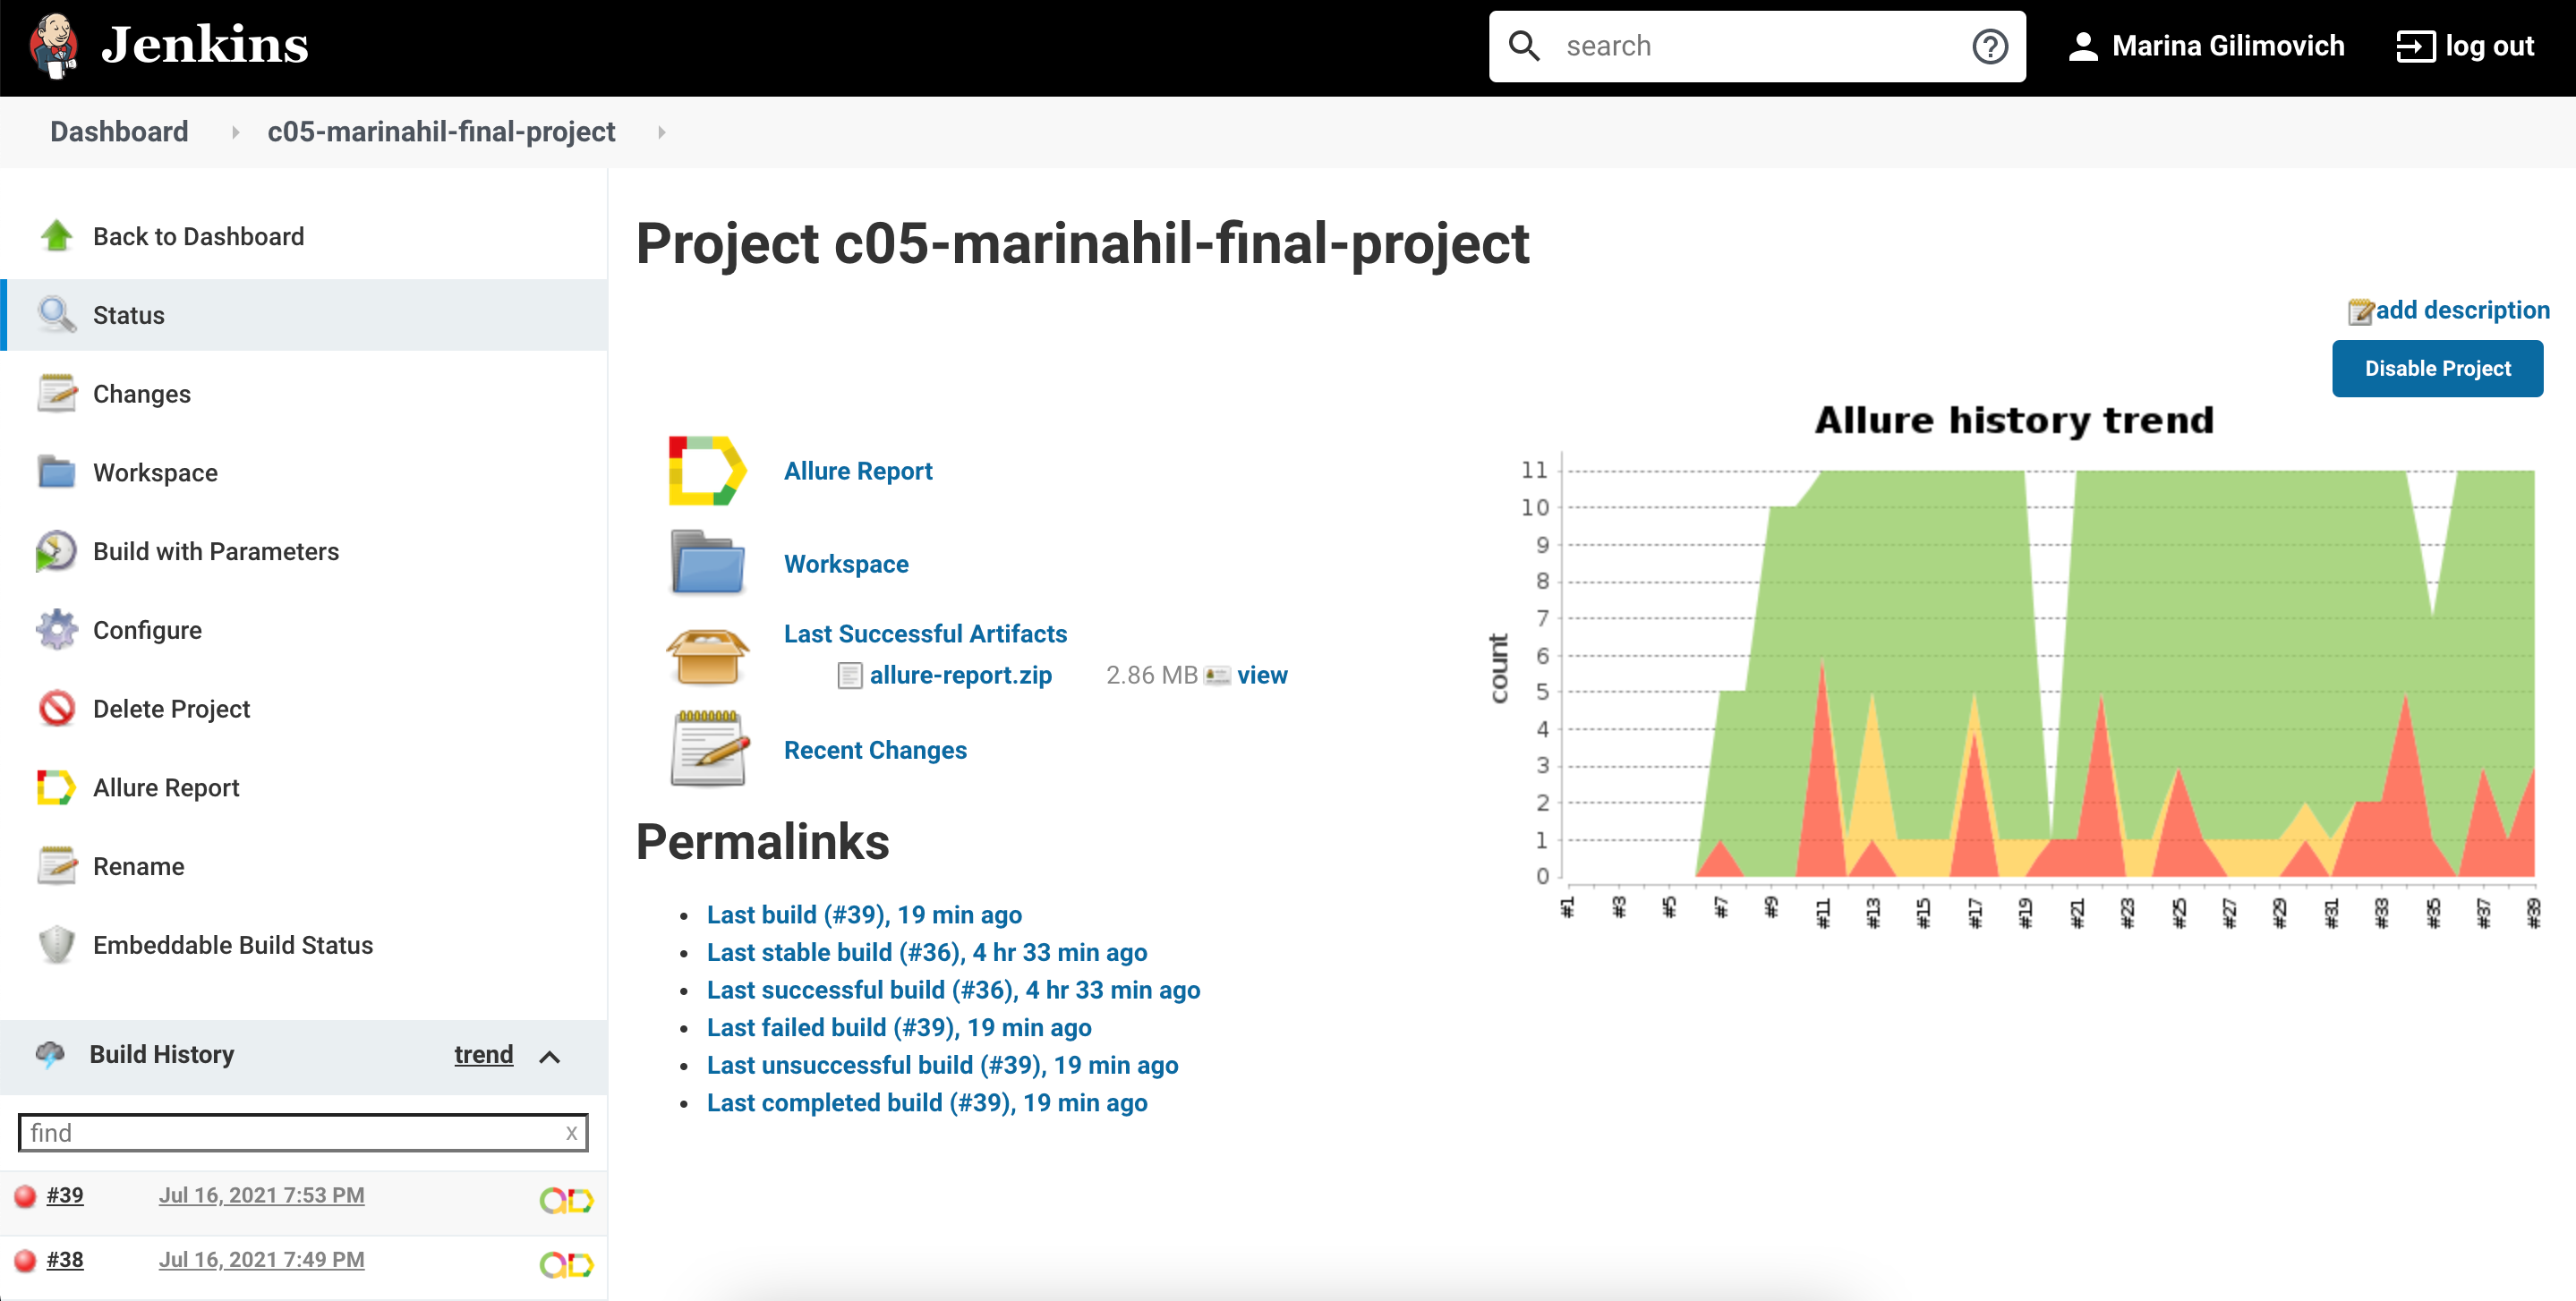 Jenkins
search
Marina Gilimovich
log out
Dashboard
c05-marinahil-final-project
Back to Dashboard
Status
Changes
Workspace
Build with Parameters
Configure
Delete Project
Allure Report
Rename
Embeddable Build Status
Build History
trend
find
x
#39
Jul 16, 2021 7:53 PM
#38
Jul 16, 2021 7:49 PM
Project c05-marinahil-final-project
add description
Disable Project
Allure Report
Workspace
Last Successful Artifacts
allure-report.zip 2.86 MB view
Recent Changes
Permalinks
Last build (#39), 19 min ago
Last stable build (#36), 4 hr 33 min ago
Last successful build (#36), 4 hr 33 min ago
Last failed build (#39), 19 min ago
Last unsuccessful build (#39), 19 min ago
Last completed build (#39), 19 min ago
Allure history trend
count
11
10
9
8
7
6
5
4
3
2
1
0
#1 #3 #5 #7 #9 #11 #13 #15 #17 #19 #21 #23 #25 #27 #29 #31 #33 #35 #37 #39